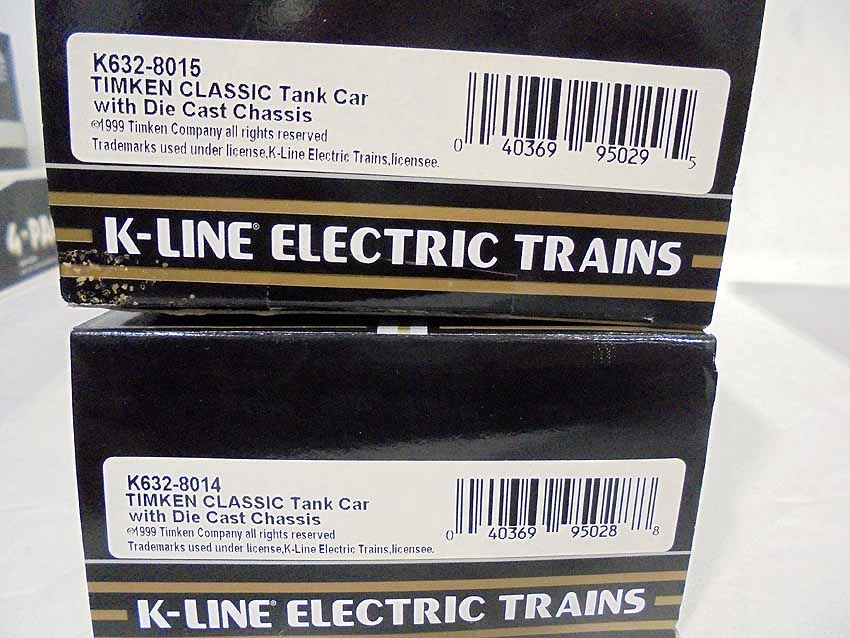 K632-8015
TIMKEN CLASSIC Tank Car
with Die Cast Chassis
©1999 Timken Company all rights reserved
Trademarks used under license,K-Line Electric Trains,licensee.
0 40369 95029 5
K-LINE® ELECTRIC TRAINS
4-PA
K632-8014
TIMKEN CLASSIC Tank Car
with Die Cast Chassis
©1999 Timken Company all rights reserved
Trademarks used under license,K-Line Electric Trains,licensee.
0 40369 95028 8
K-LINE® ELECTRIC TRAINS